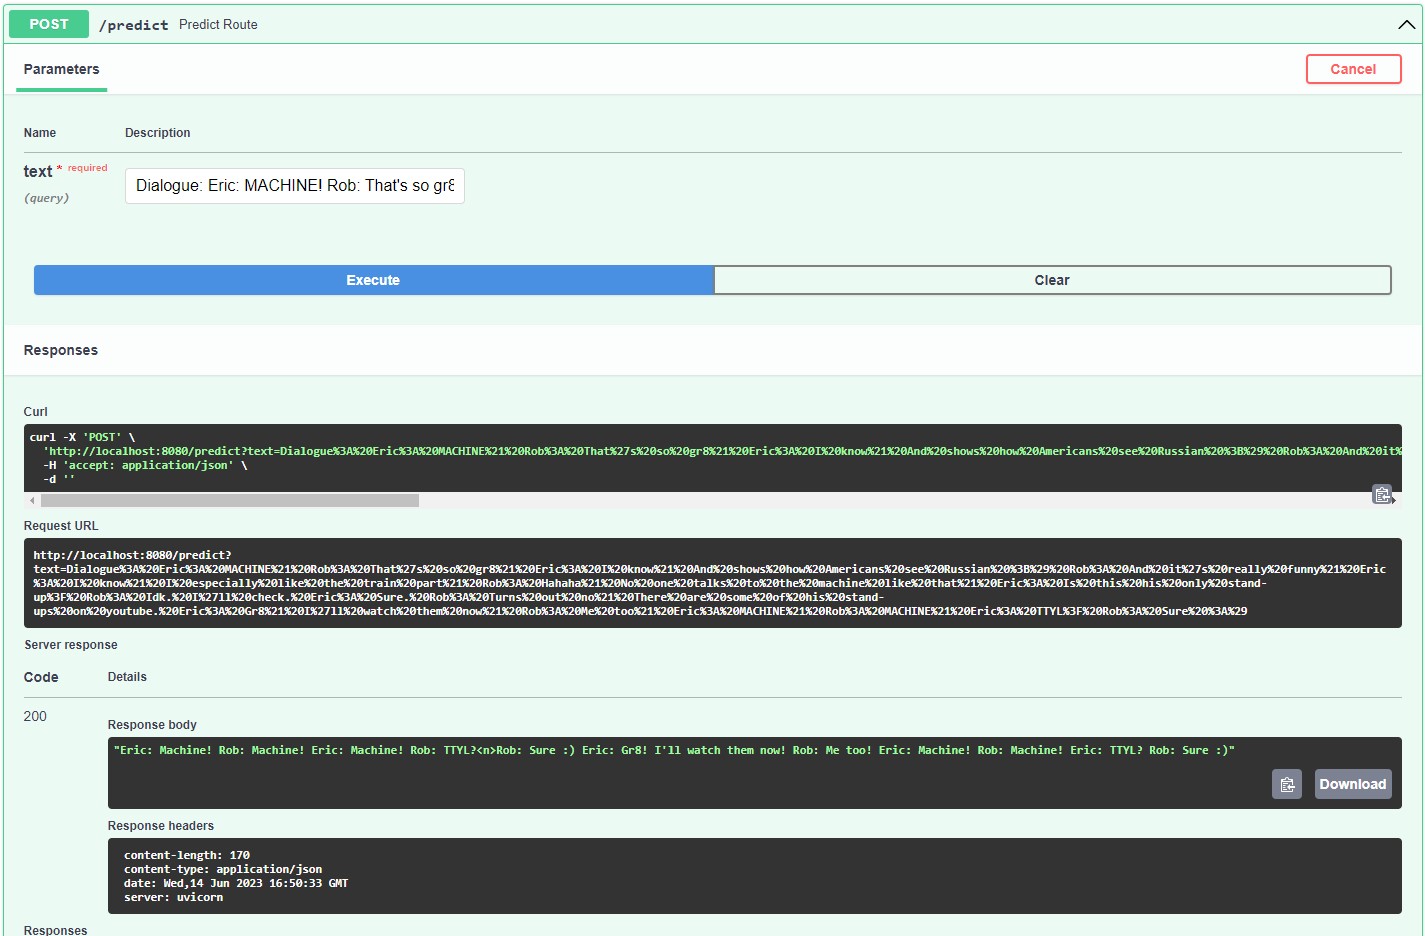 POST /predict Predict Route
Parameters
Cancel
Name Description
text * required
(query)
Dialogue: Eric: MACHINE! Rob: That's so gr8
Execute
Clear
Responses
Curl
curl -X 'POST' \
'http://localhost:8080/predict?text=Dialogue%3A%20Eric%3A%20MACHINE%21%20Rob%3A%20That%27s%20so%20gr8%21%20Eric%3A%20I%20know%21%20And%20shows%20how%20Americans%20see%20Russian%20%3B%29%20Rob%3A%20And%20it%
-H 'accept: application/json' \
-d ''
Request URL
http://localhost:8080/predict?
text=Dialogue%3A%20Eric%3A%20MACHINE%21%20Rob%3A%20That%27s%20so%20gr8%21%20Eric%3A%20I%20know%21%20And%20shows%20how%20Americans%20see%20Russian%20%3B%29%20Rob%3A%20And%20it%27s%20really%20funny%21%20Eric
%3A%20I%20know%21%20I%20especially%20like%20the%20train%20part%21%20Rob%3A%20Hahaha%21%20No%20one%20talks%20to%20the%20machine%20like%20that%21%20Eric%3A%20Is%20this%20his%20only%20stand-
up%3F%20Rob%3A%20Idk.%20I%27ll%20check.%20Eric%3A%20Sure.%20Rob%3A%20Turns%20out%20no%21%20There%20are%20some%20of%20his%20stand-
ups%20on%20youtube.%20Eric%3A%20Gr8%21%20I%27ll%20watch%20them%20now%21%20Rob%3A%20Me%20too%21%20Eric%3A%20MACHINE%21%20Rob%3A%20MACHINE%21%20Eric%3A%20TTYL%3F%20Rob%3A%20Sure%20%3A%29
Server response
Code Details
200
Response body
"Eric: Machine! Rob: Machine! Eric: Machine! Rob: TTYL?<n>Rob: Sure :) Eric: Gr8! I'll watch them now! Rob: Me too! Eric: Machine! Rob: Machine! Eric: TTYL? Rob: Sure :)"
Download
Response headers
content-length: 170
content-type: application/json
date: Wed,14 Jun 2023 16:50:33 GMT
server: uvicorn
Responses